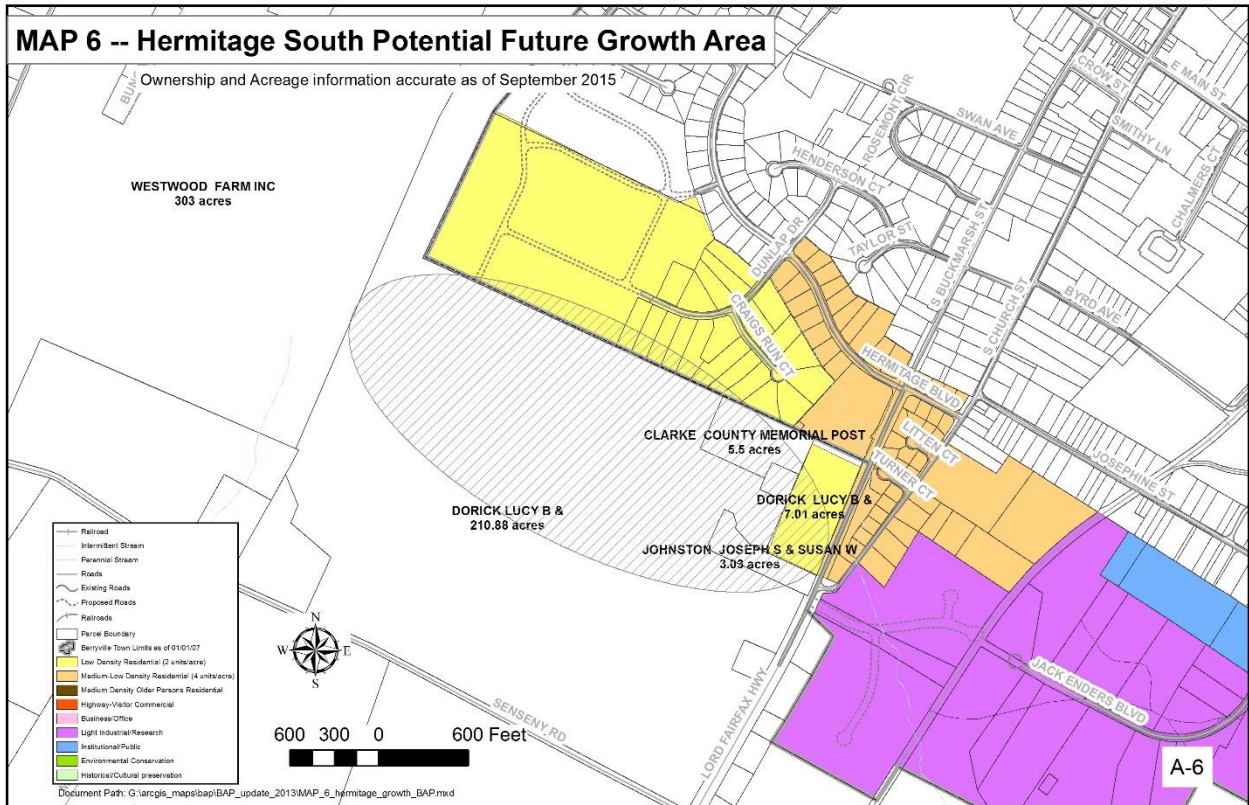 MAP 6 -- Hermitage South Potential Future Growth Area
Ownership and Acreage information accurate as of September 2015
E MAIN ST
CROW ST
ROSEMONT CIR
SWAN AVE
SMITHY LN
HENDERSON CT
CHALMERS CT
WESTWOOD FARM INC
303 acres
DUNLAP DR
TAYLOR ST
S BUCKMARSH ST
S CHURCH ST
BYRD AVE
CRAIGS RUN CT
HERMITAGE BLVD
CLARKE COUNTY MEMORIAL POST
5.5 acres
LITTEN CT
TURNER CT
JOSEPHINE ST
DORICK LUCY B &
7.01 acres
DORICK LUCY B &
210.88 acres
JOHNSTON JOSEPH S & SUSAN W
3.03 acres
Railroad
Intermittent Stream
Perennial Stream
Roads
Existing Roads
Proposed Roads
Railroads
Parcel Boundary
Berryville Town Limits as of 01/01/07
Low Density Residential (2 units/acre)
Medium-Low Density Residential (4 units/acre)
Medium Density Older Persons Residential
Highway-Visitor Commercial
Business/Office
Light Industrial/Research
Institutional/Public
Environmental Conservation
Historical/Cultural preservation
N
W E
S
600 300 0 600 Feet
SENSENY RD
LORD FAIRFAX HWY
JACK ENDERS BLVD
A-6
Document Path: G:\arcgis_maps\bap\BAP_update_2013\MAP_6_hermitage_growth_BAP.mxd